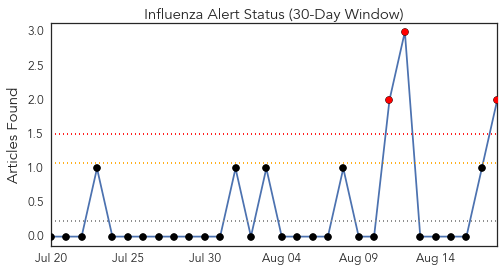 Influenza Alert Status (30-Day Window)
Articles Found
3.0
2.5
2.0
1.5
1.0
0.5
0.0
Jul 20 Jul 25 Jul 30 Aug 04 Aug 09 Aug 14